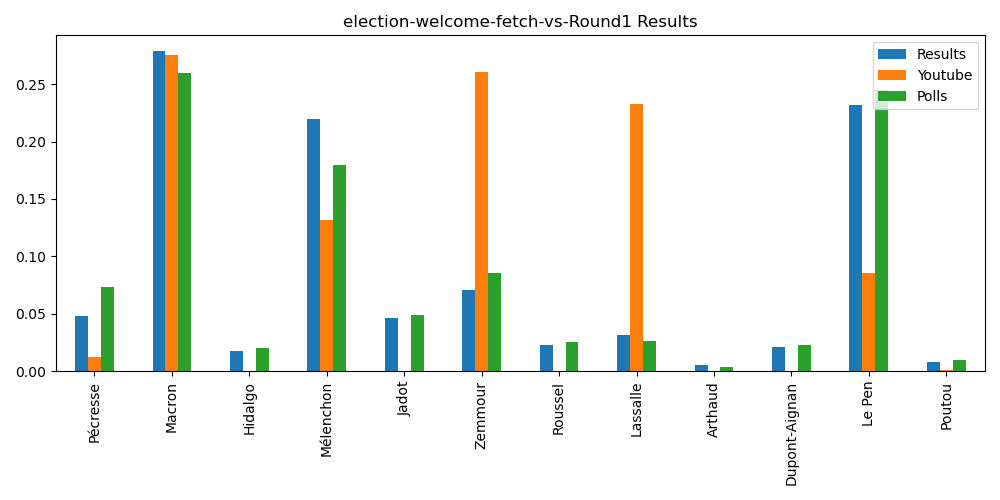 election-welcome-fetch-vs-Round1 Results
Results
Youtube
Polls
0.25
0.20
0.15
0.10
0.05
0.00
Pécresse
Macron
Hidalgo
Mélenchon
Jadot
Zemmour
Roussel
Lassalle
Arthaud
Dupont-Aignan
Le Pen
Poutou